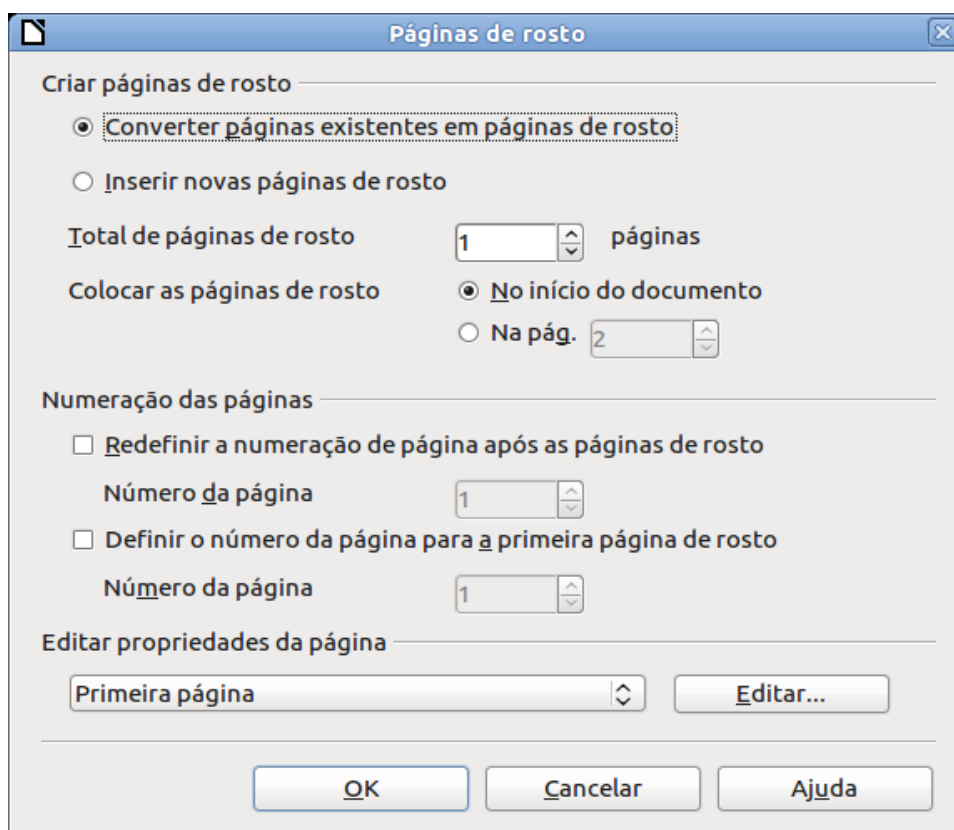 Páginas de rosto
Criar páginas de rosto
Converter páginas existentes em páginas de rosto
Inserir novas páginas de rosto
Total de páginas de rosto 1 páginas
Colocar as páginas de rosto No início do documento
Na pág. 2
Numeração das páginas
Redefinir a numeração de página após as páginas de rosto
Número da página 1
Definir o número da página para a primeira página de rosto
Número da página 1
Editar propriedades da página
Primeira página Editar...
OK Cancelar Ajuda